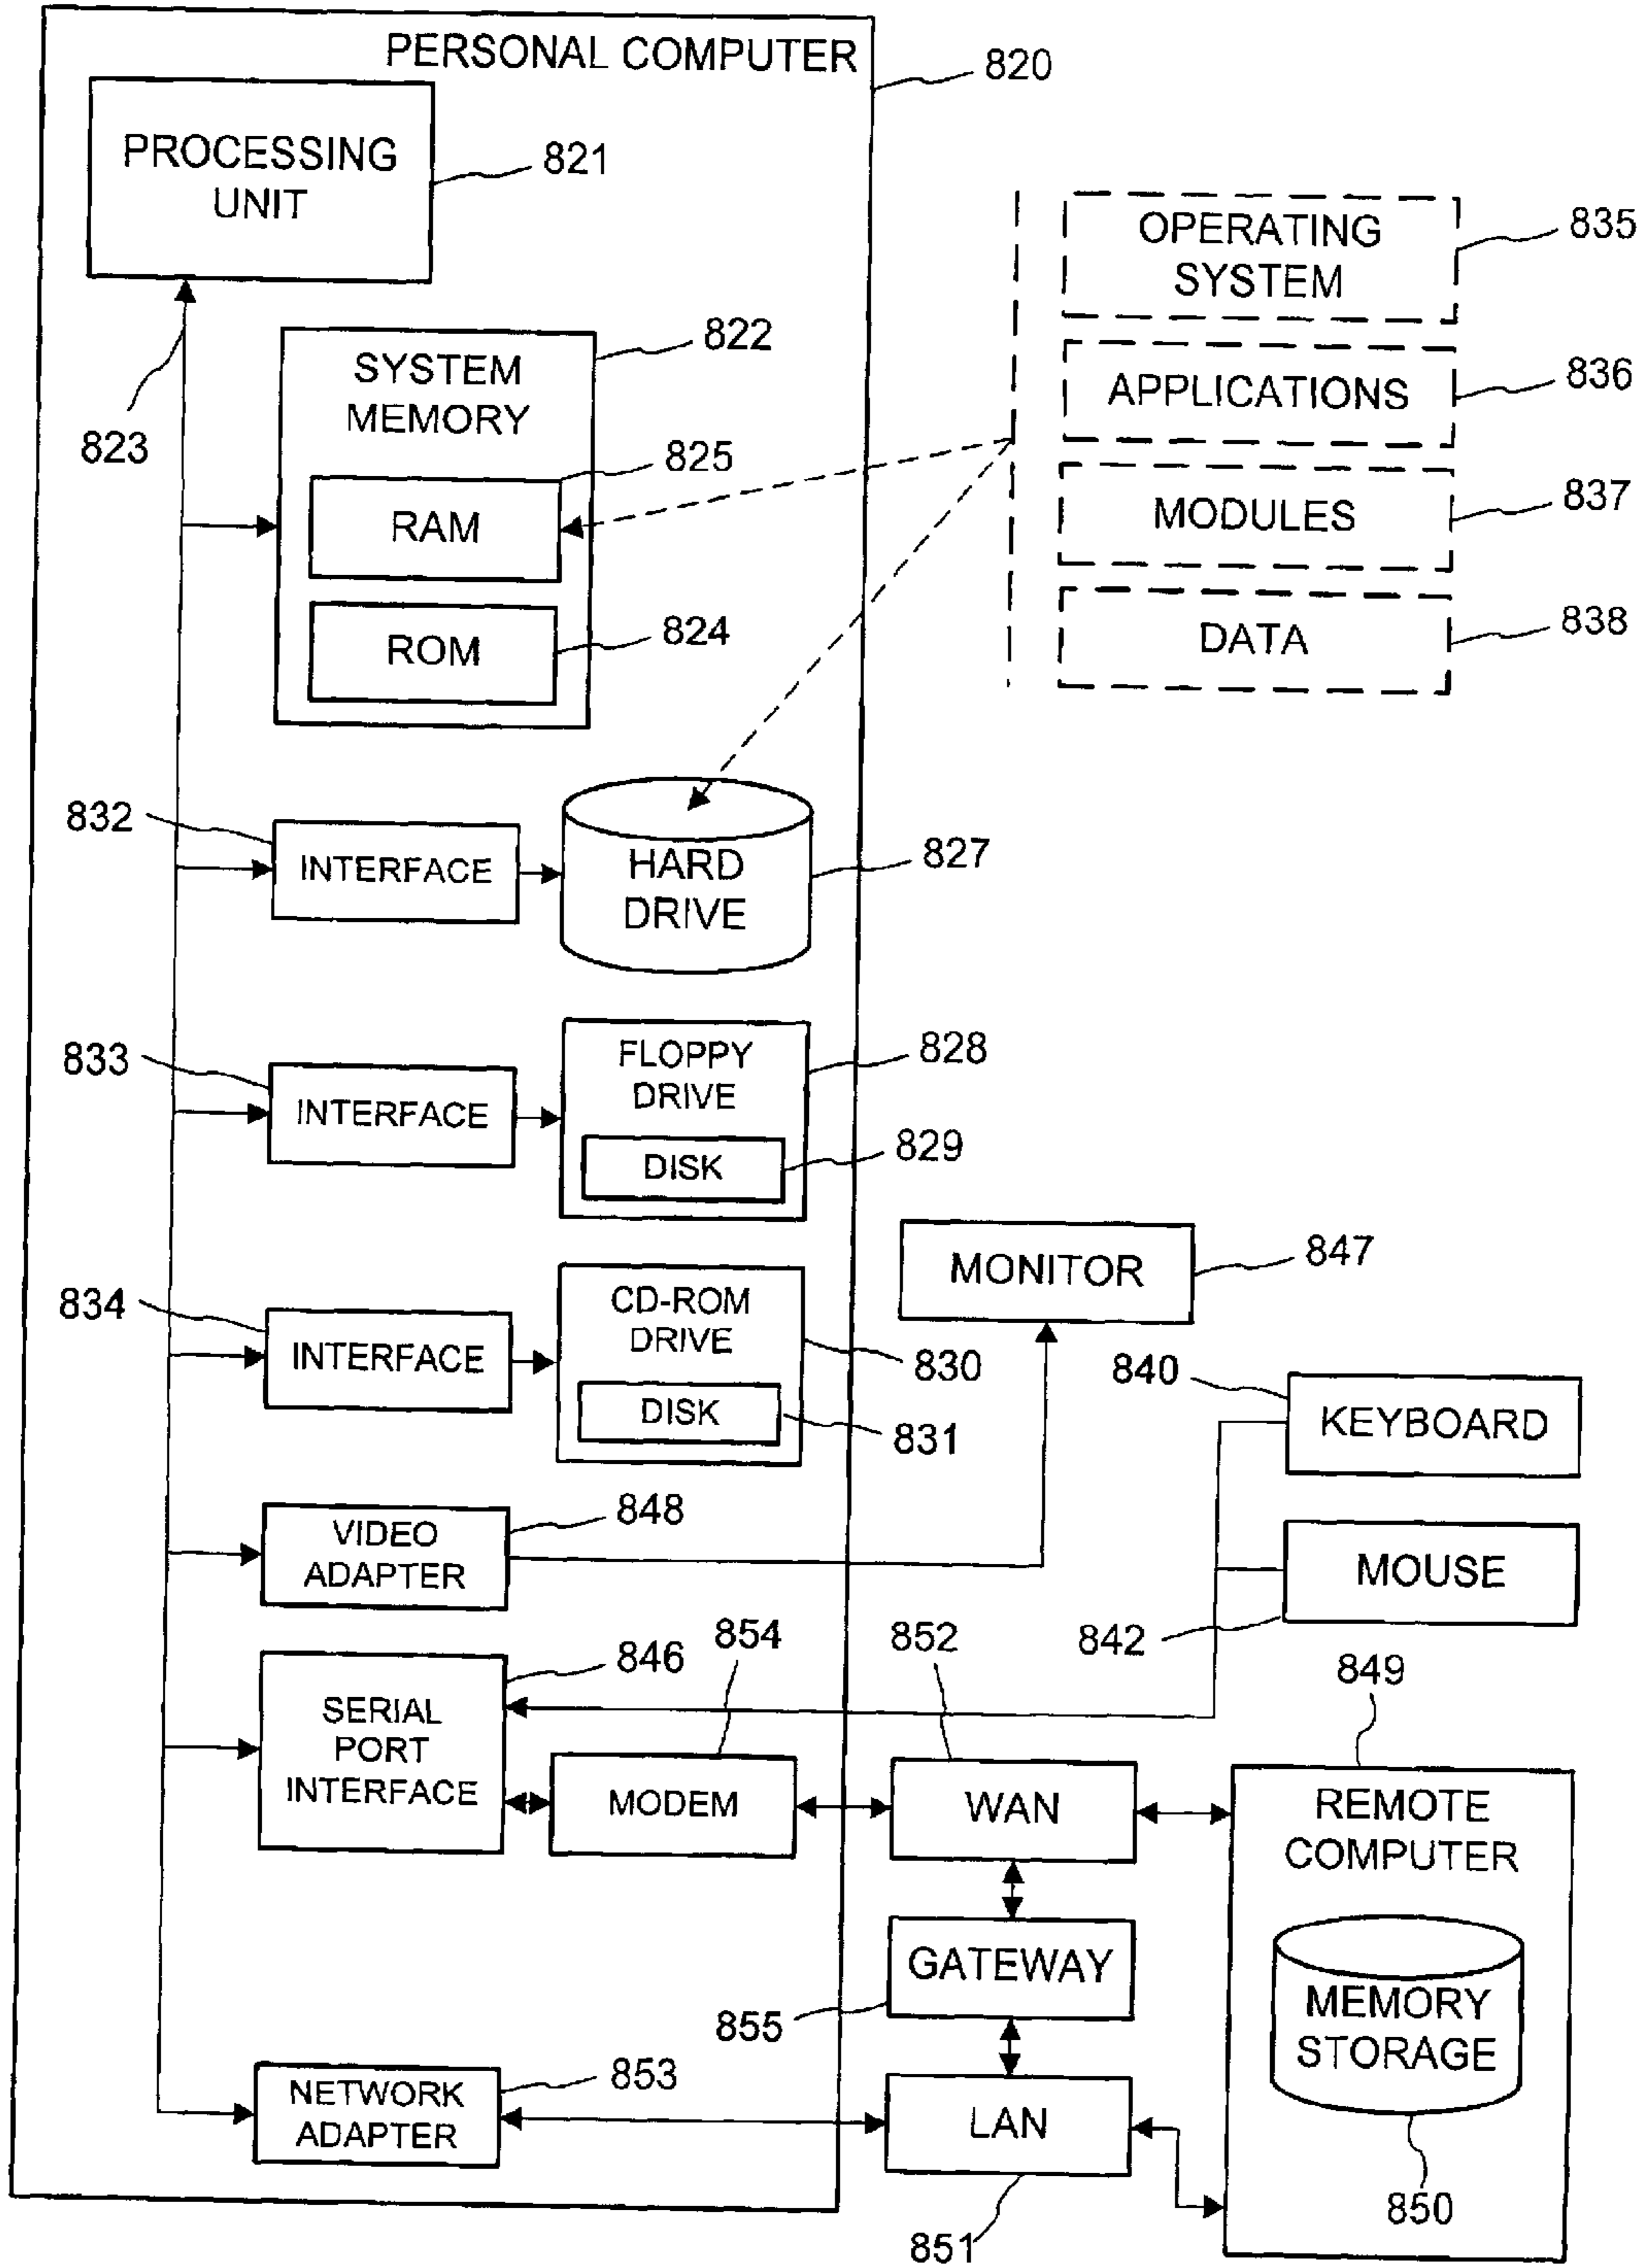 PERSONAL COMPUTER
820
PROCESSING
UNIT
821
823
SYSTEM
MEMORY
822
RAM
825
ROM
824
OPERATING
SYSTEM
835
APPLICATIONS
836
MODULES
837
DATA
838
832
INTERFACE
HARD
DRIVE
827
833
INTERFACE
FLOPPY
DRIVE
828
DISK
829
834
INTERFACE
CD-ROM
DRIVE
830
DISK
831
MONITOR
847
840
KEYBOARD
MOUSE
842
VIDEO
ADAPTER
848
846
SERIAL
PORT
INTERFACE
854
MODEM
852
WAN
849
REMOTE
COMPUTER
GATEWAY
855
MEMORY
STORAGE
850
NETWORK
ADAPTER
853
LAN
851